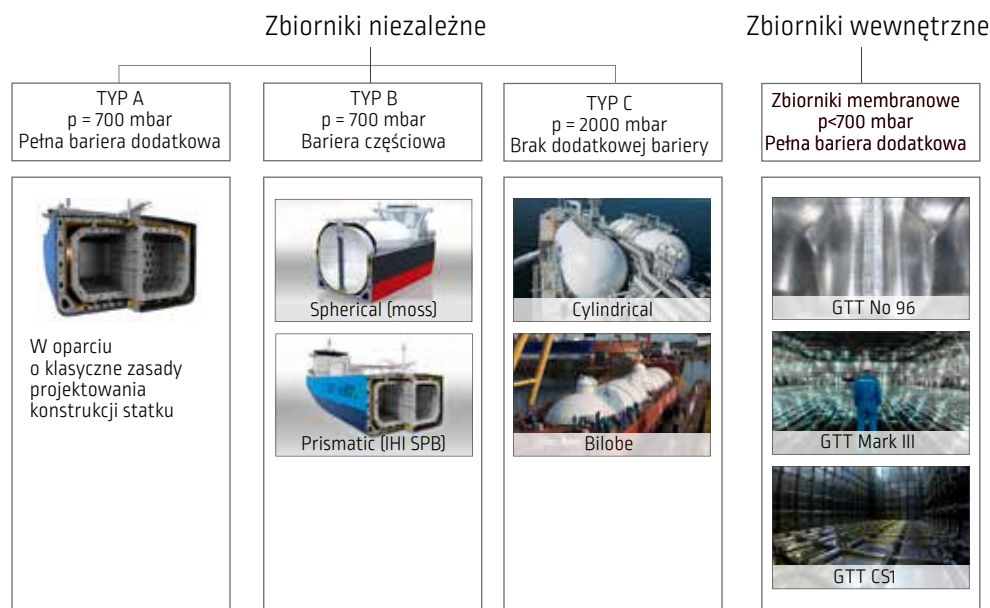 Zbiorniki niezależne
Zbiorniki wewnętrzne
TYP A
p = 700 mbar
Pełna bariera dodatkowa
TYP B
p = 700 mbar
Bariera częściowa
TYP C
p = 2000 mbar
Brak dodatkowej bariery
Zbiorniki membranowe
p<700 mbar
Pełna bariera dodatkowa
W oparciu
o klasyczne zasady
projektowania
konstrukcji statku
Spherical (moss)
Prismatic (IHI SPB)
Cylindrical
Bilobe
GTT No 96
GTT Mark III
GTT CS1